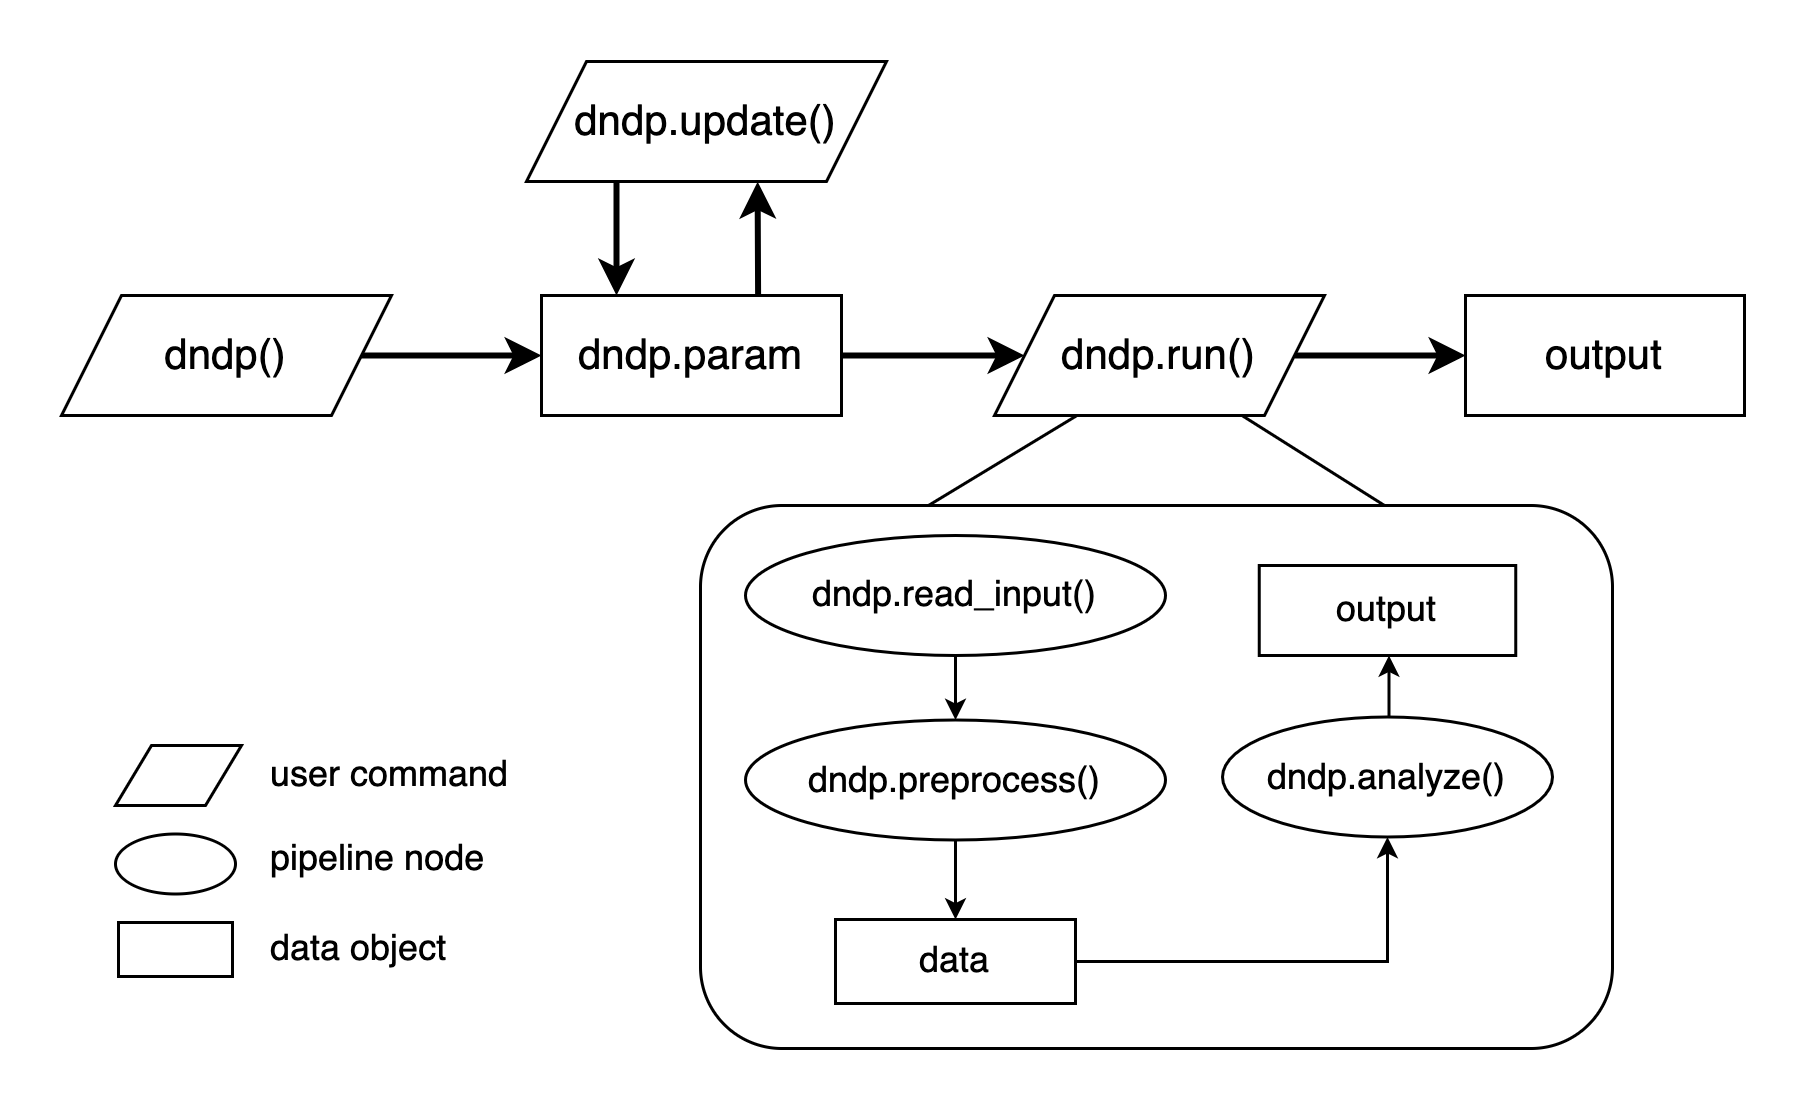 dndp.update()
dndp()
dndp.param
dndp.run()
output
dndp.read_input()
output
dndp.preprocess()
dndp.analyze()
data
user command
pipeline node
data object